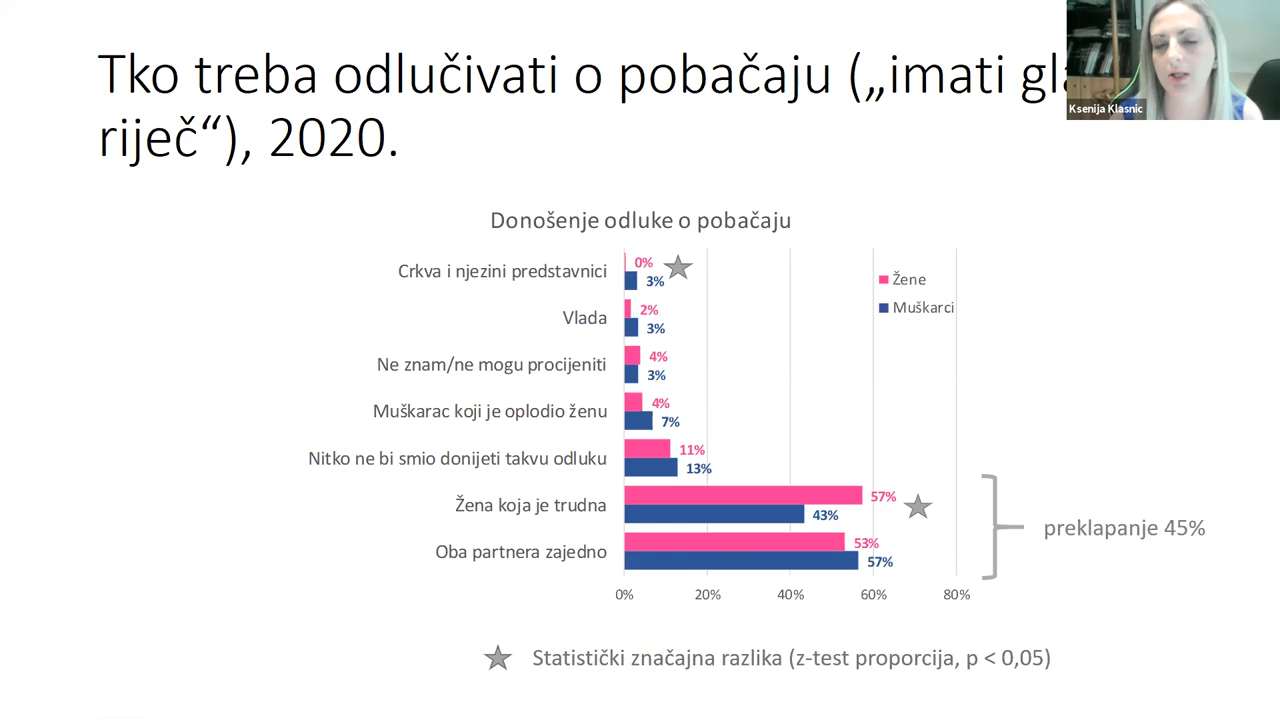 Tko treba odlučivati o pobačaju („imati
riječ“), 2020.
Ksenija Klasnic
Donošenje odluke o pobačaju
Crkva i njezini predstavnici
0%
3%
Žene
Muškarci
Vlada
2%
3%
Ne znam/ne mogu procijeniti
4%
3%
Muškarac koji je oplodio ženu
4%
7%
Nitko ne bi smio donijeti takvu odluku
11%
13%
Žena koja je trudna
57%
43%
preklapanje 45%
Oba partnera zajedno
53%
57%
0% 20% 40% 60% 80%
Statistički značajna razlika (z-test proporcija, p < 0,05)